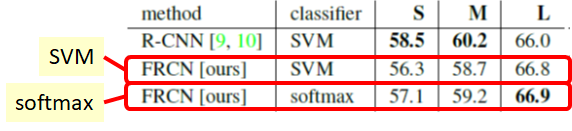 method classifier S M L
R-CNN [9, 10] SVM 58.5 60.2 66.0
SVM
FRCN [ours] SVM 56.3 58.7 66.8
softmax
FRCN [ours] softmax 57.1 59.2 66.9